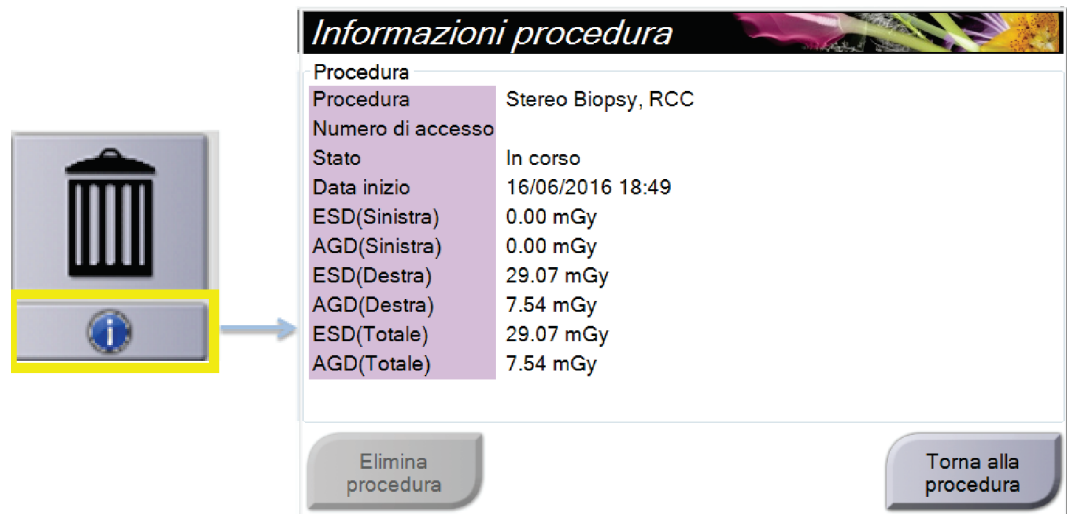 Informazioni procedura
Procedura
Procedura Stereo Biopsy, RCC
Numero di accesso
Stato In corso
Data inizio 16/06/2016 18:49
ESD(Sinistra) 0.00 mGy
AGD(Sinistra) 0.00 mGy
ESD(Destra) 29.07 mGy
AGD(Destra) 7.54 mGy
ESD(Totale) 29.07 mGy
AGD(Totale) 7.54 mGy
Elimina
procedura
Torna alla
procedura